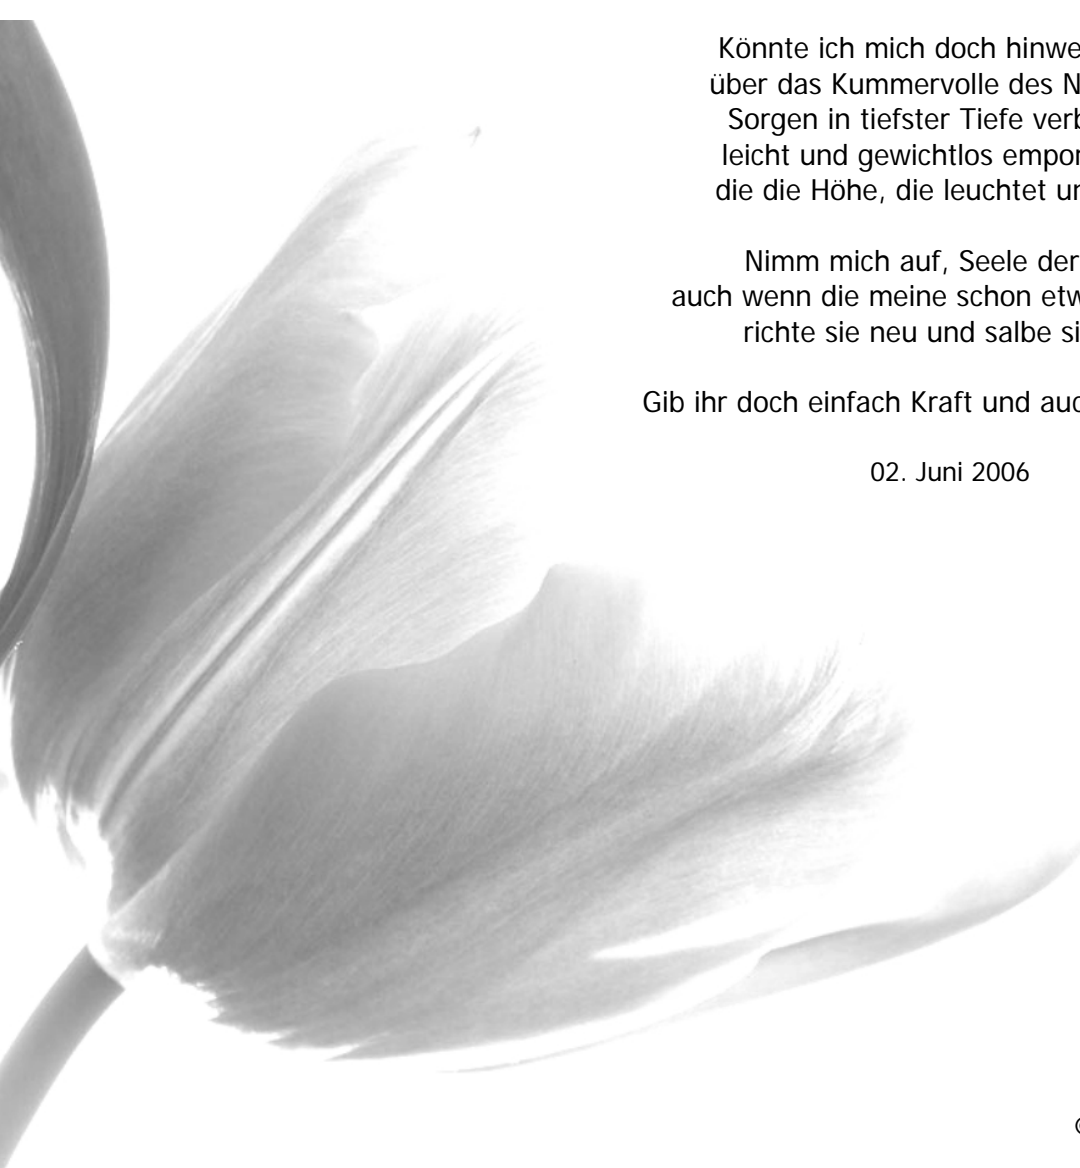 Könnte ich mich doch hinwe
über das Kummervolle des N
Sorgen in tiefster Tiefe verb
leicht und gewichtlos empor
die die Höhe, die leuchtet un
Nimm mich auf, Seele der
auch wenn die meine schon etw
richte sie neu und salbe si
Gib ihr doch einfach Kraft und auc
02. Juni 2006
©